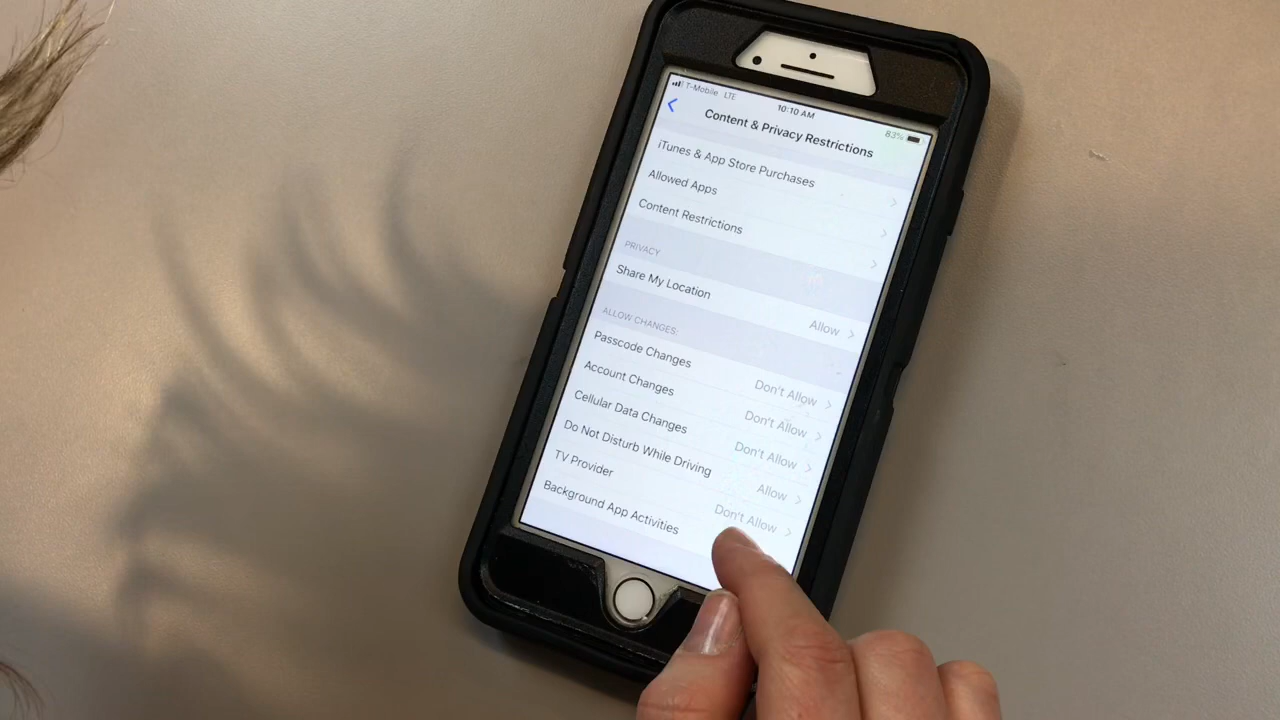 T-Mobile LTE 10:10 AM 83%
Content & Privacy Restrictions
iTunes & App Store Purchases
Allowed Apps
Content Restrictions
PRIVACY
Share My Location Allow
ALLOW CHANGES:
Passcode Changes Don't Allow
Account Changes Don't Allow
Cellular Data Changes Don't Allow
Do Not Disturb While Driving Allow
TV Provider Don't Allow
Background App Activities